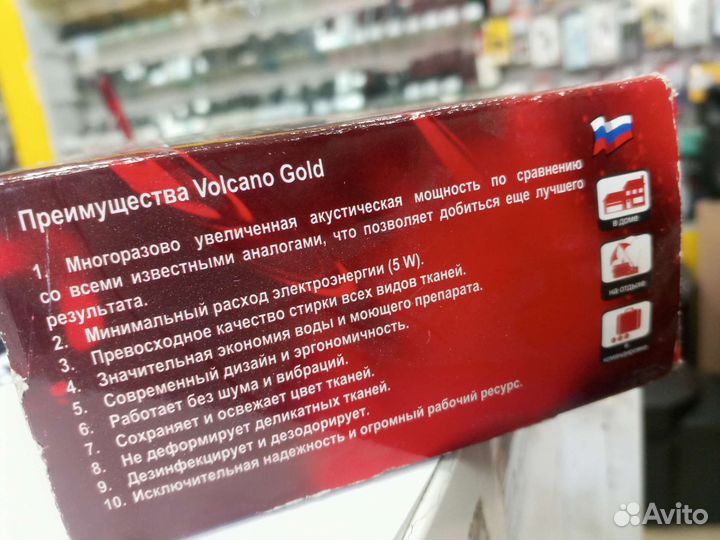 Преимущества Volcano Gold
1. Многоразово увеличенная акустическая мощность по сравнению
со всеми известными аналогами, что позволяет добиться еще лучшего
результата.
2. Минимальный расход электроэнергии (5 W).
3. Превосходное качество стирки всех видов тканей.
4. Значительная экономия воды и моющего препарата.
5. Современный дизайн и эргономичность.
6. Работает без шума и вибраций.
7. Сохраняет и освежает цвет тканей.
8. Не деформирует деликатных тканей.
9. Дезинфекцирует и дезодорирует.
10. Исключительная надежность и огромный рабочий ресурс.
в доме
на отдыхе
в
командировке
Avito